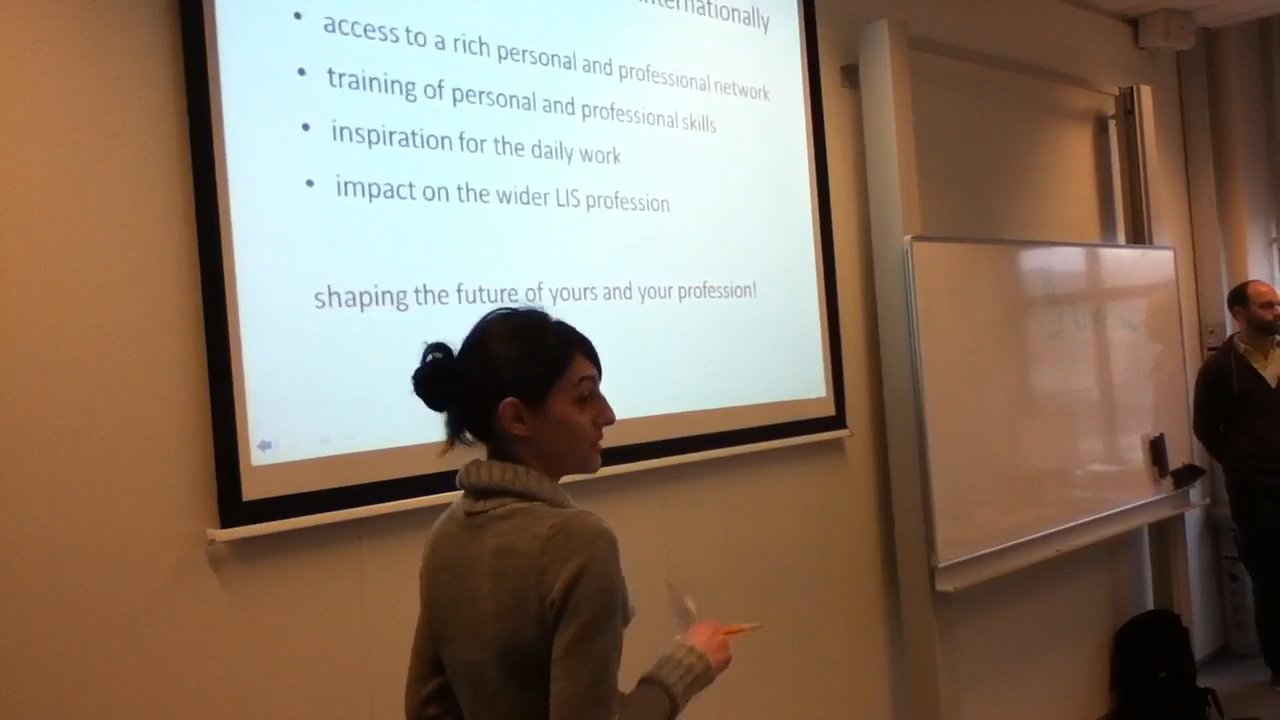 internationally
• access to a rich personal and professional network
• training of personal and professional skills
• inspiration for the daily work
• impact on the wider LIS profession
shaping the future of yours and your profession!